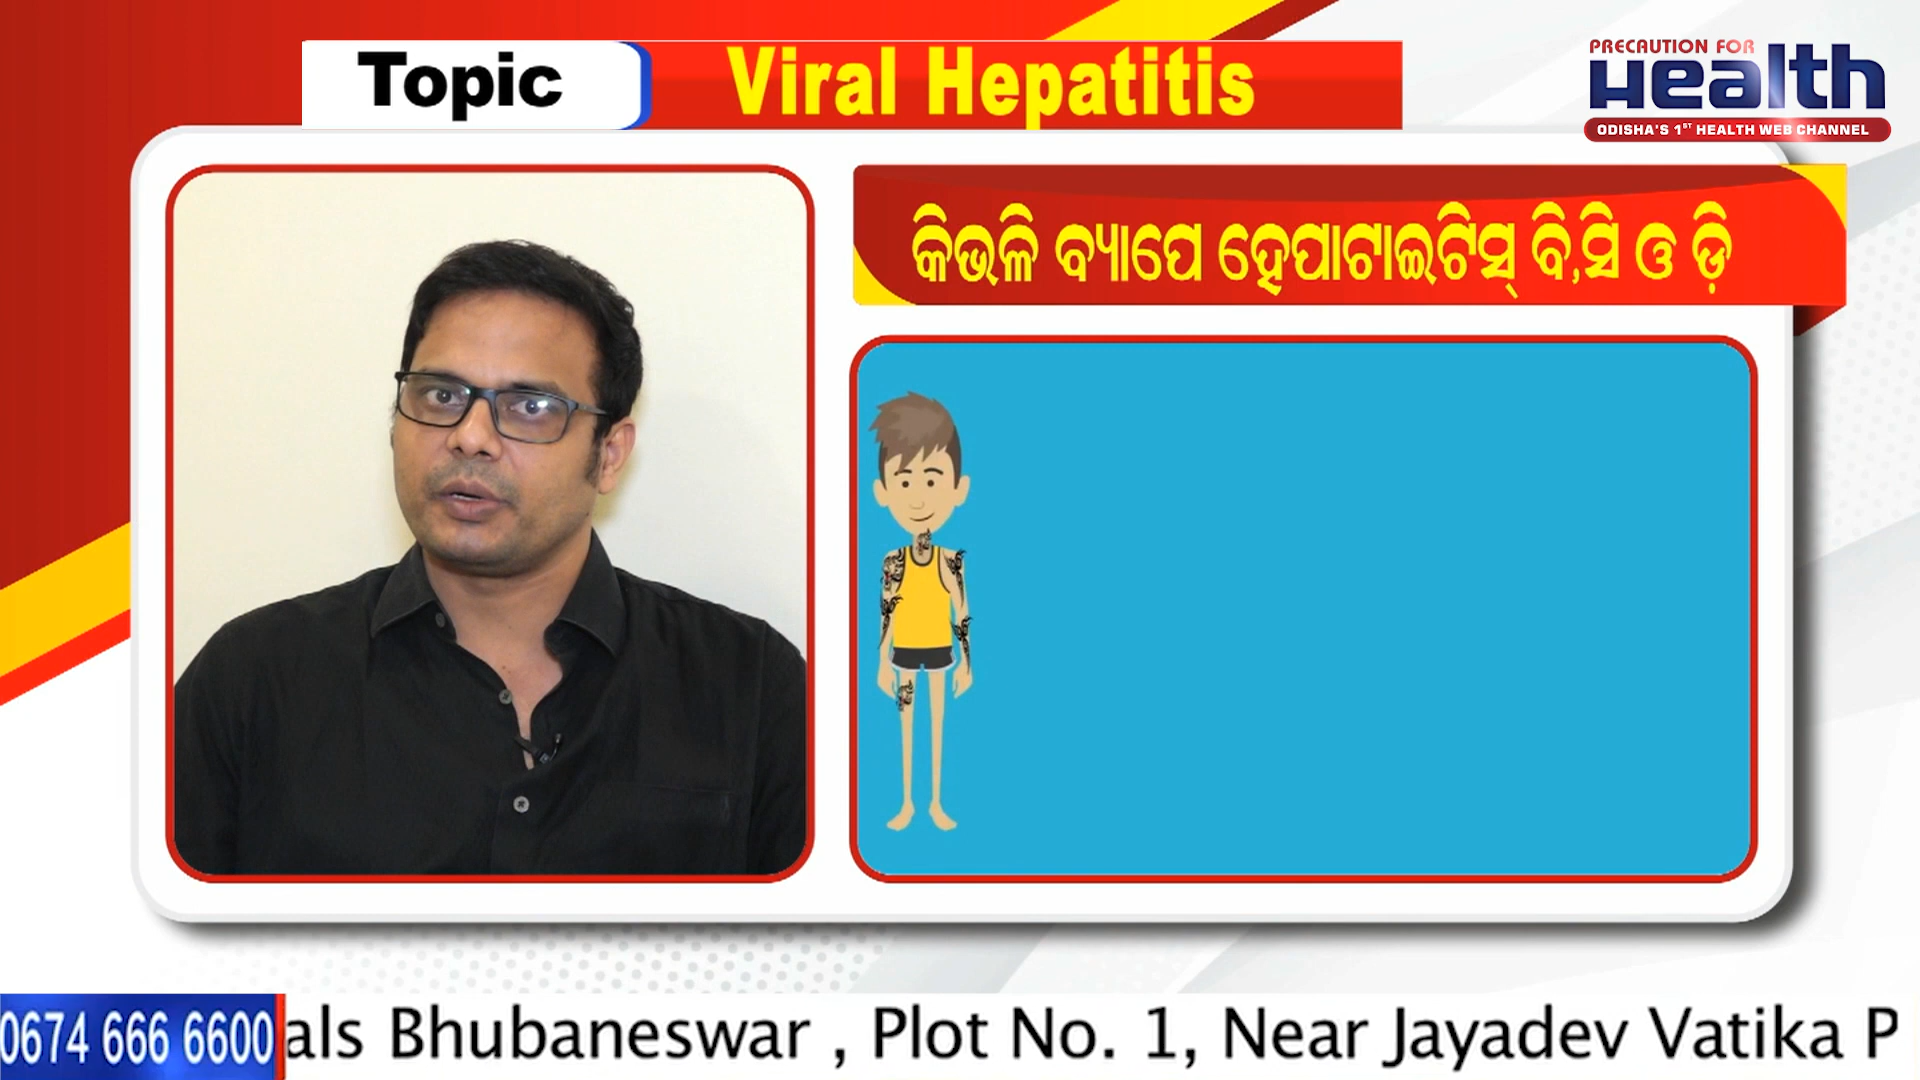 Topic
Viral Hepatitis
PRECAUTION FOR
Health
ODISHA'S 1ST HEALTH WEB CHANNEL
କିଭଳି ବ୍ୟାପେ ହେପାଟାଇଟିସ୍ ବି,ସି ଓ ଡ଼ି
0674 666 6600
als Bhubaneswar , Plot No. 1, Near Jayadev Vatika P